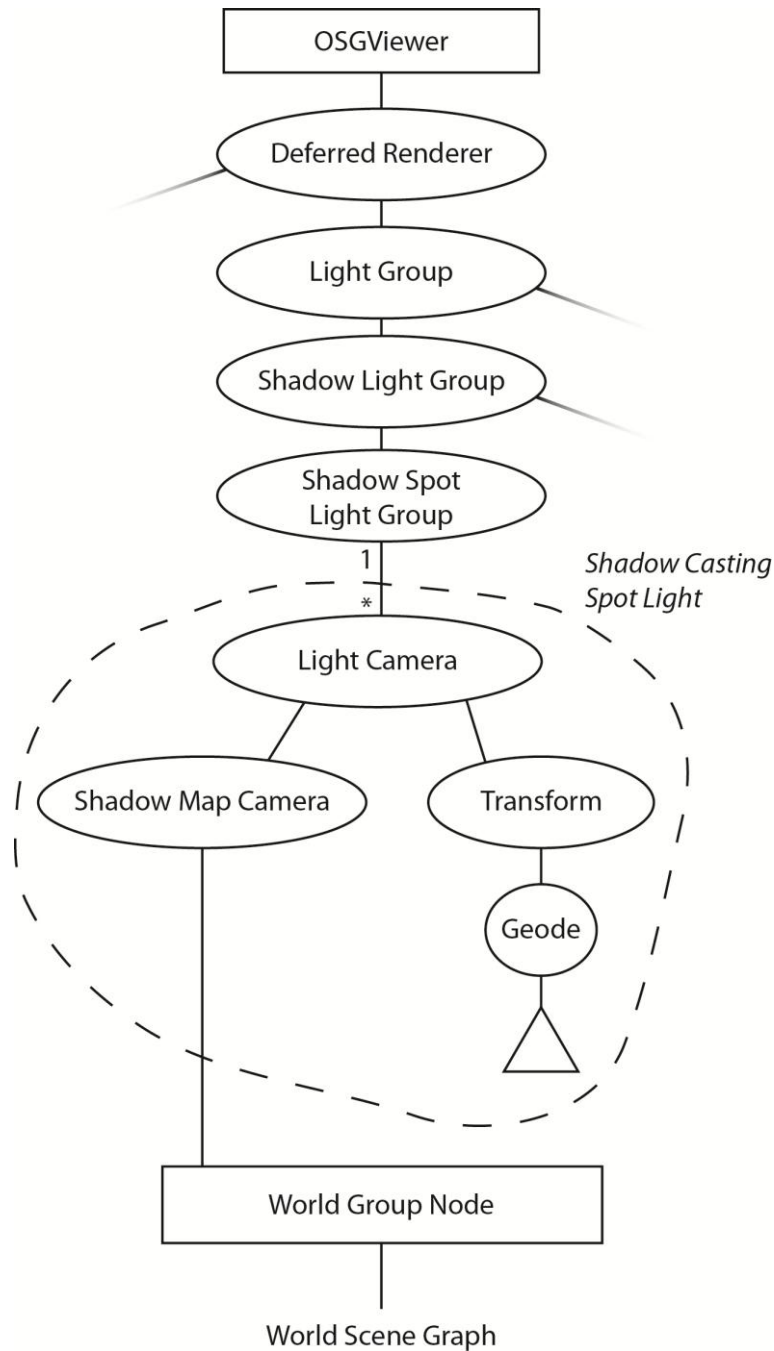 OSGViewer
Deferred Renderer
Light Group
Shadow Light Group
Shadow Spot
Light Group
1
*
Shadow Casting
Spot Light
Light Camera
Shadow Map Camera
Transform
Geode
World Group Node
World Scene Graph